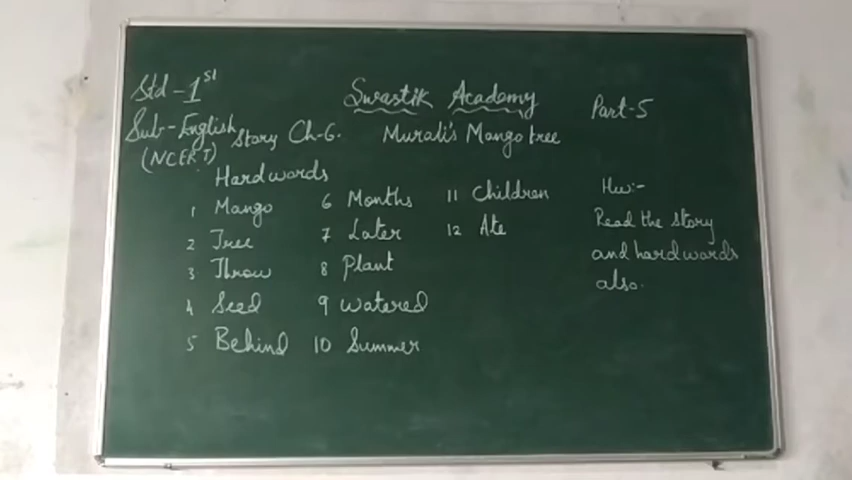 Std-1st
Swastik Academy
Part-5
Sub-English
(NCERT)
Story Ch-6.
Murali's Mango tree
Hardwords
1 Mango
2 Tree
3 Throw
4 Seed
5 Behind
6 Months
7 Later
8 Plant
9 Watered
10 Summer
11 Children
12 Ate
Hw:-
Read the story
and hardwords
also.